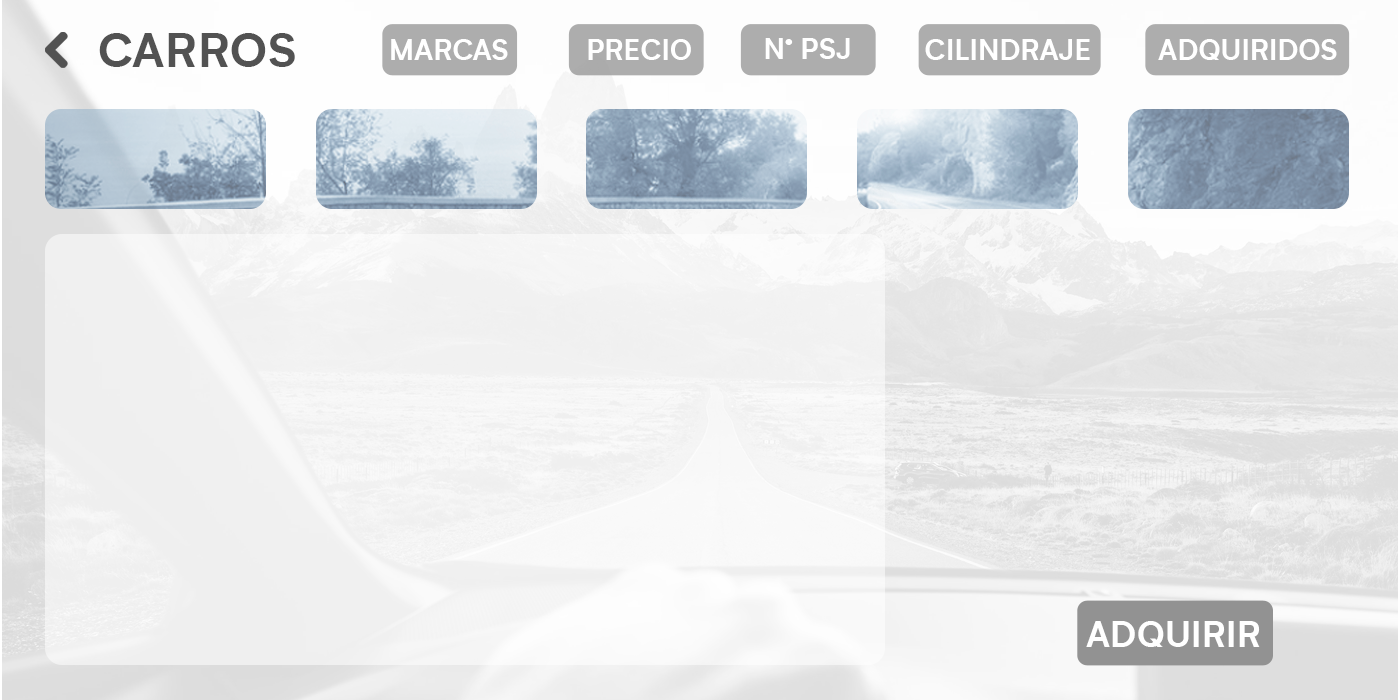 CARROS
MARCAS
PRECIO
N° PSJ
CILINDRAJE
ADQUIRIDOS
ADQUIRIR